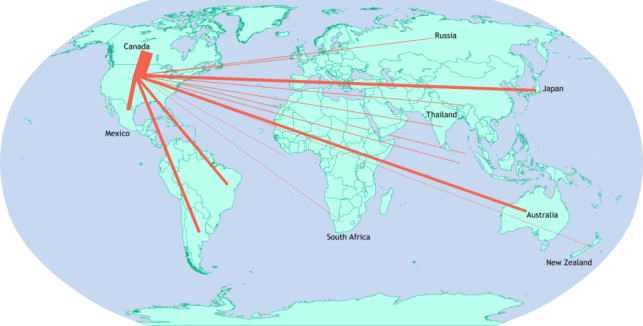 Russia
Canada
Japan
Thailand
Mexico
Australia
South Africa
New Zealand